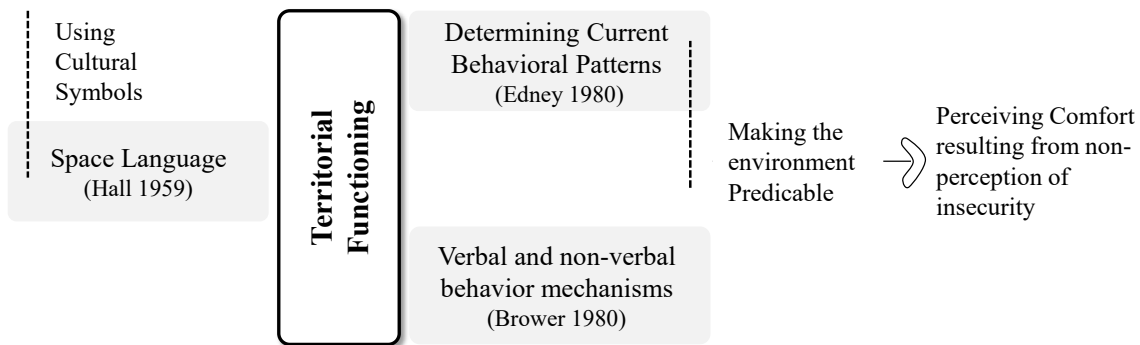 Using
Cultural
Symbols
Space Language
(Hall 1959)
Territorial
Functioning
Determining Current
Behavioral Patterns
(Edney 1980)
Verbal and non-verbal
behavior mechanisms
(Brower 1980)
Making the
environment
Predicable
Perceiving Comfort
resulting from non-
perception of
insecurity